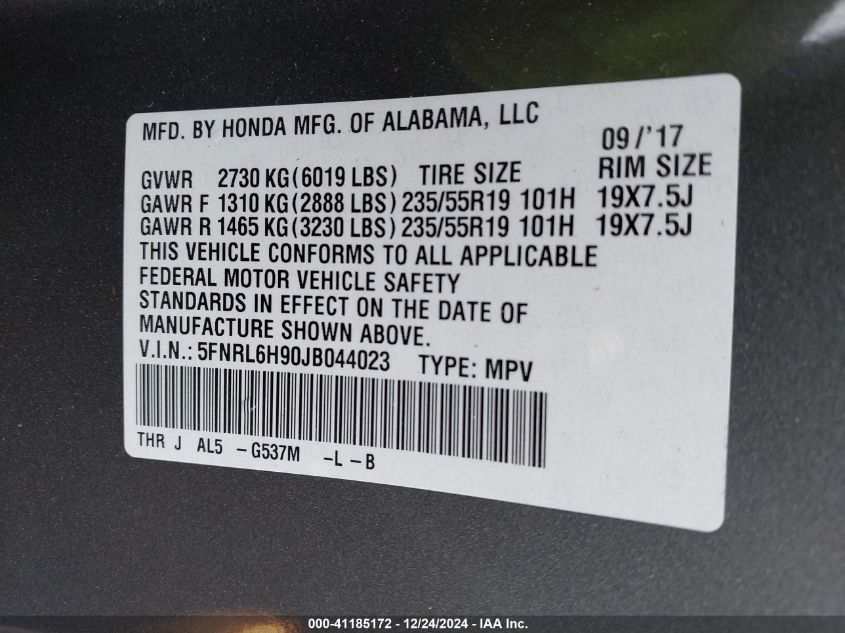 MFD. BY HONDA MFG. OF ALABAMA, LLC
09/'17
GVWR 2730 KG(6019 LBS) TIRE SIZE RIM SIZE
GAWR F 1310 KG(2888 LBS) 235/55R19 101H 19X7.5J
GAWR R 1465 KG(3230 LBS) 235/55R19 101H 19X7.5J
THIS VEHICLE CONFORMS TO ALL APPLICABLE
FEDERAL MOTOR VEHICLE SAFETY
STANDARDS IN EFFECT ON THE DATE OF
MANUFACTURE SHOWN ABOVE.
V.I.N.: 5FNRL6H90JB044023 TYPE: MPV
THR J AL5 -G537M -L-B
000-41185172 - 12/24/2024 - IAA Inc.